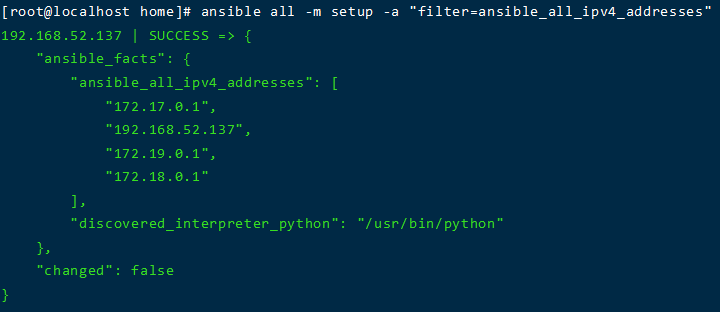 [root@localhost home]# ansible all -m setup -a "filter=ansible_all_ipv4_addresses"
192.168.52.137 | SUCCESS => {
    "ansible_facts": {
        "ansible_all_ipv4_addresses": [
            "172.17.0.1",
            "192.168.52.137",
            "172.19.0.1",
            "172.18.0.1"
        ],
        "discovered_interpreter_python": "/usr/bin/python"
    },
    "changed": false
}